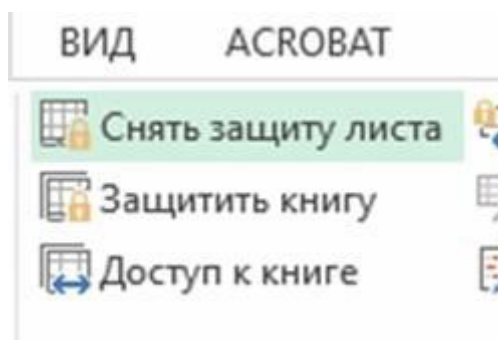 ВИД ACROBAT
Снять защиту листа
Защитить книгу
Доступ к книге